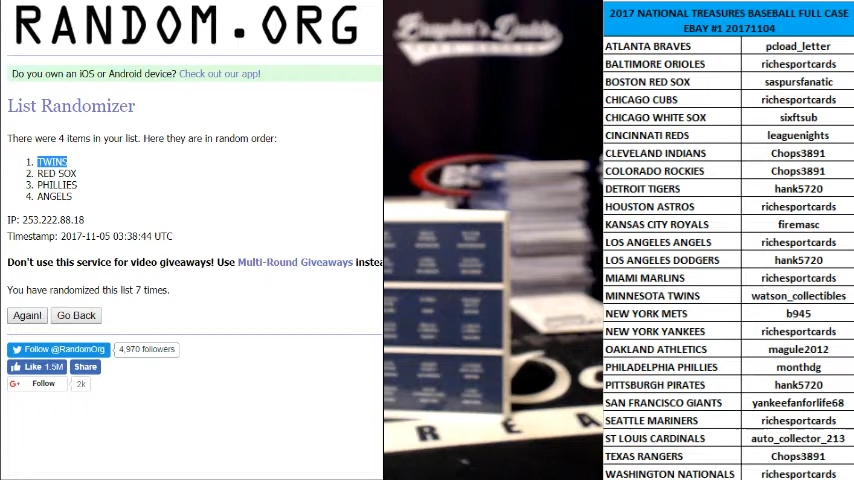 RANDOM.ORG
Do you own an iOS or Android device? Check out our app!
List Randomizer
There were 4 items in your list. Here they are in random order:
1. TWINS
2. RED SOX
3. PHILLIES
4. ANGELS
IP: 253.222.88.18
Timestamp: 2017-11-05 03:38:44 UTC
Don't use this service for video giveaways! Use Multi-Round Giveaways instea
You have randomized this list 7 times.
Again! Go Back
Follow @RandomOrg 4,970 followers
Like 1.5M Share
G+ Follow 2k
R E A
2017 NATIONAL TREASURES BASEBALL FULL CASE
EBAY #1 20171104
ATLANTA BRAVES pcload_letter
BALTIMORE ORIOLES richesportcards
BOSTON RED SOX saspursfanatic
CHICAGO CUBS richesportcards
CHICAGO WHITE SOX sixftsub
CINCINNATI REDS leaguenights
CLEVELAND INDIANS Chops3891
COLORADO ROCKIES Chops3891
DETROIT TIGERS hank5720
HOUSTON ASTROS richesportcards
KANSAS CITY ROYALS firemasc
LOS ANGELES ANGELS richesportcards
LOS ANGELES DODGERS hank5720
MIAMI MARLINS richesportcards
MINNESOTA TWINS watson_collectibles
NEW YORK METS b945
NEW YORK YANKEES richesportcards
OAKLAND ATHLETICS magule2012
PHILADELPHIA PHILLIES monthdg
PITTSBURGH PIRATES hank5720
SAN FRANCISCO GIANTS yankeefanforlife68
SEATTLE MARINERS richesportcards
ST LOUIS CARDINALS auto_collector_213
TEXAS RANGERS Chops3891
WASHINGTON NATIONALS richesportcards